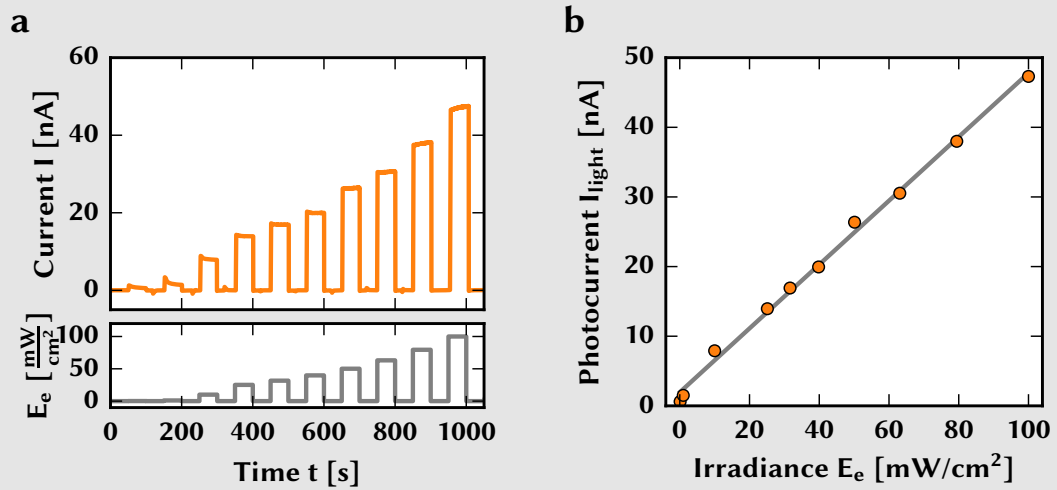 a
Current I [nA]
60
40
20
0
E_e [mW/cm²]
100
50
0
0 200 400 600 800 1000
Time t [s]
b
Photocurrent I_light [nA]
50
40
30
20
10
0
0 20 40 60 80 100
Irradiance E_e [mW/cm²]